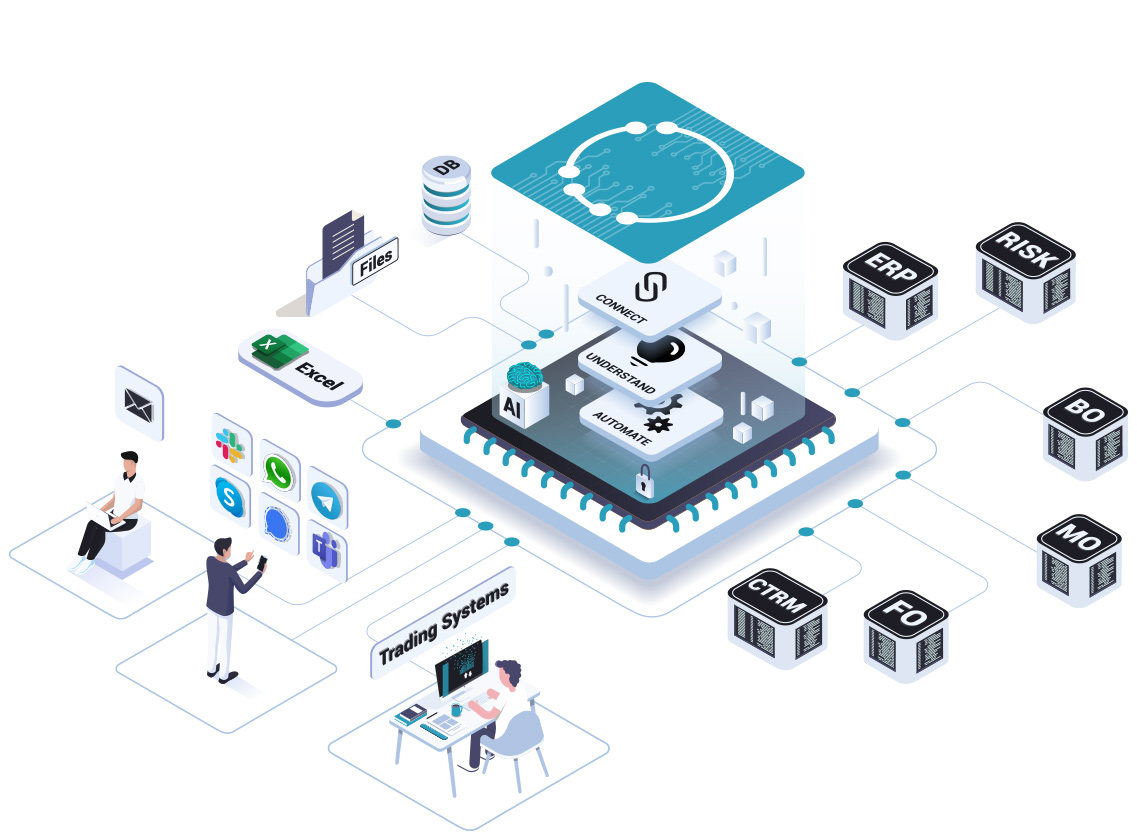 DB
Files
X
Excel
S
T
Trading Systems
CONNECT
UNDERSTAND
AUTOMATE
AI
ERP
RISK
BO
MO
FO
CTRM